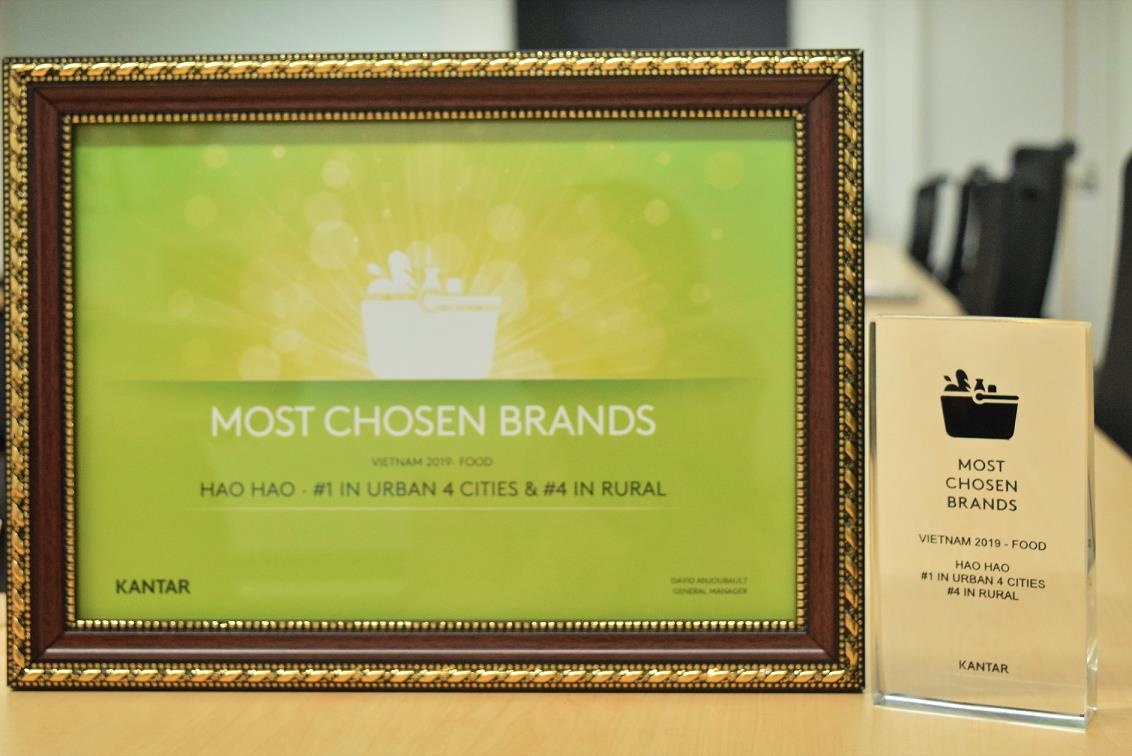 MOST CHOSEN BRANDS
VIETNAM 2019- FOOD
HAO HAO - #1 IN URBAN 4 CITIES & #4 IN RURAL
KANTAR
DAVID ANJOUBAULT
GENERAL MANAGER
MOST
CHOSEN
BRANDS
VIETNAM 2019 - FOOD
HAO HAO
#1 IN URBAN 4 CITIES
#4 IN RURAL
KANTAR